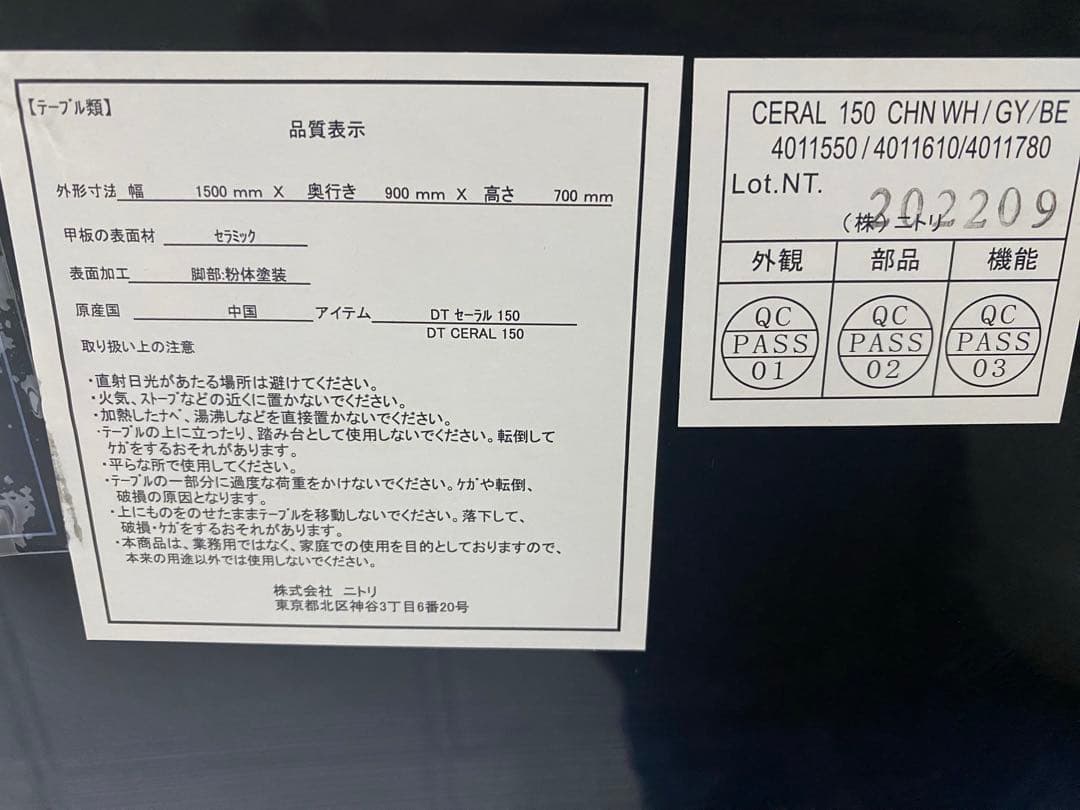 【テーブル類】
品質表示
外形寸法 幅 1500 mm X 奥行き 900 mm X 高さ 700 mm
甲板の表面材 セラミック
表面加工 脚部:粉体塗装
原産国 中国 アイテム DT セーラル 150
DT CERAL 150
取り扱い上の注意
・直射日光があたる場所は避けてください。
・火気、ストーブなどの近くに置かないでください。
・加熱したナベ、湯沸しなどを直接置かないでください。
・テーブルの上に立ったり、踏み台として使用しないでください。転倒して
ケガをするおそれがあります。
・平らな所で使用してください。
・テーブルの一部分に過度な荷重をかけないでください。ケガや転倒、
破損の原因となります。
・上にものをのせたままテーブルを移動しないでください。落下して、
破損・ケガをするおそれがあります。
・本商品は、業務用ではなく、家庭での使用を目的としておりますので、
本来の用途以外では使用しないでください。
株式会社 ニトリ
東京都北区神谷3丁目6番20号
CERAL 150 CHN WH/GY/BE
4011550/4011610/4011780
Lot.NT.
202209
(株)ニトリ
外観 部品 機能
QC QC QC
PASS PASS PASS
01 02 03